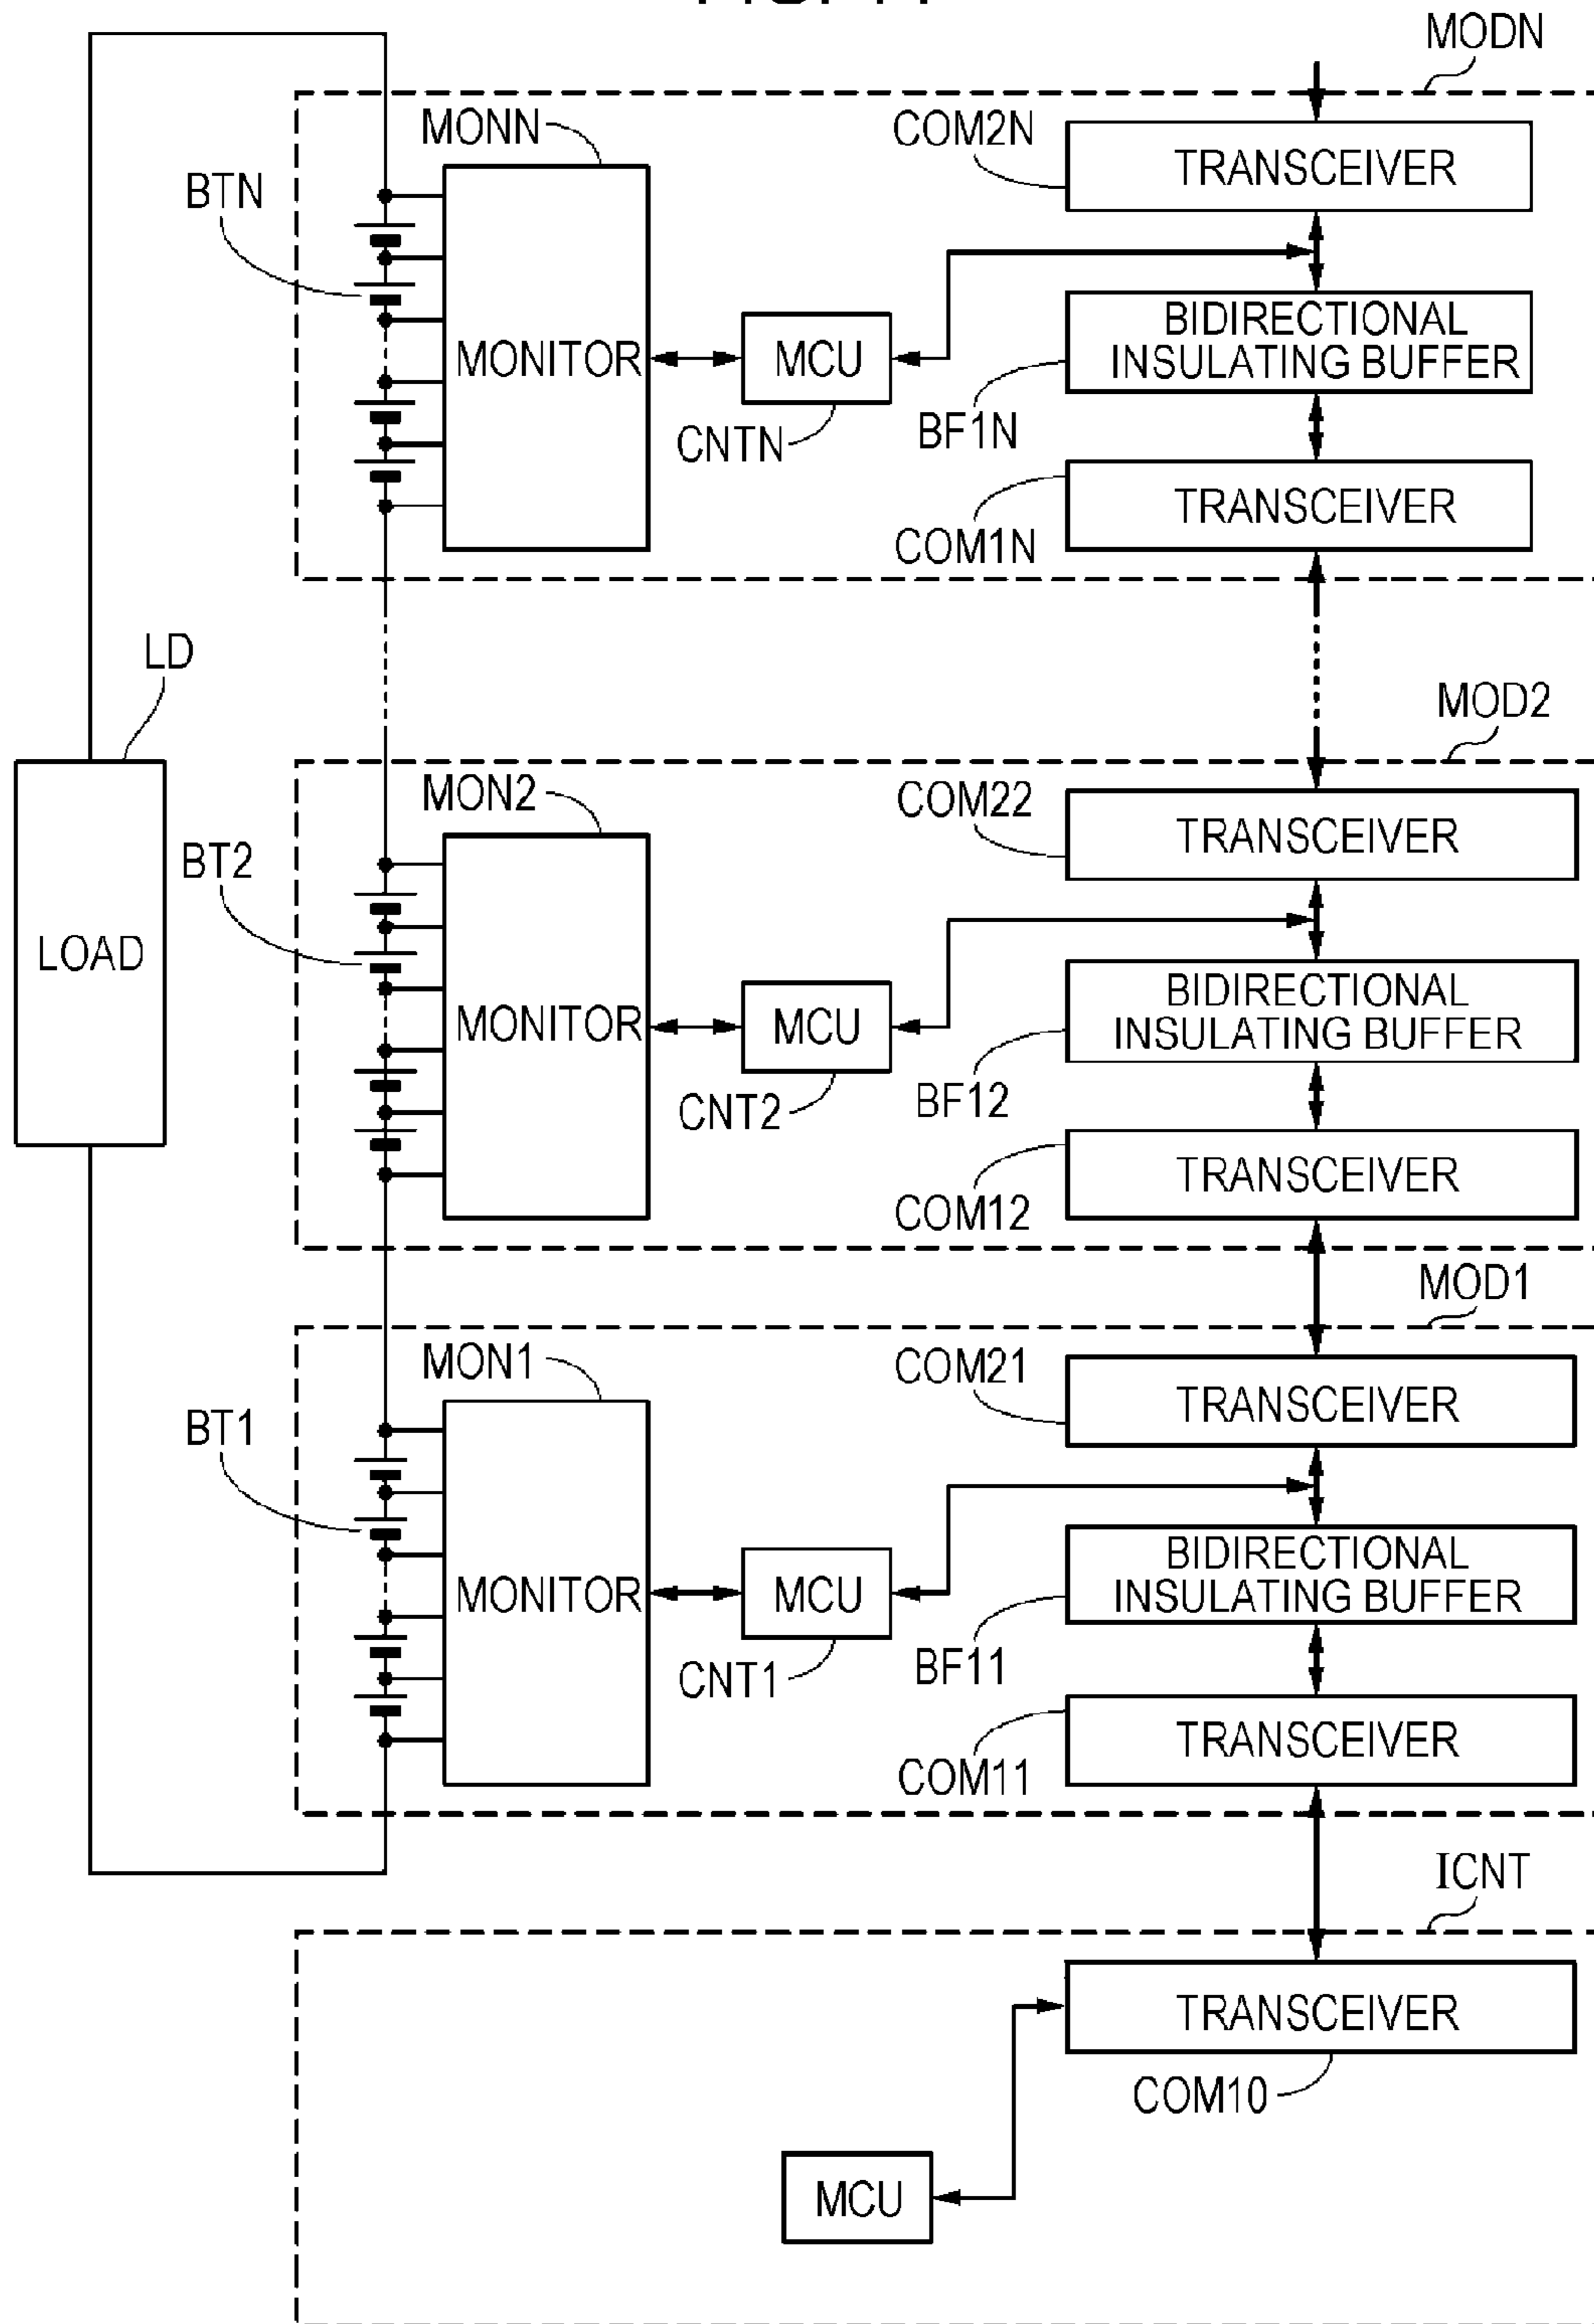 MODN
MONN
COM2N
TRANSCEIVER
BTN
BIDIRECTIONAL
INSULATING BUFFER
MONITOR
MCU
CNTN
BF1N
TRANSCEIVER
COM1N
LD
MOD2
MON2
COM22
TRANSCEIVER
BT2
LOAD
BIDIRECTIONAL
INSULATING BUFFER
MONITOR
MCU
CNT2
BF12
TRANSCEIVER
COM12
MOD1
MON1
COM21
TRANSCEIVER
BT1
BIDIRECTIONAL
INSULATING BUFFER
MONITOR
MCU
CNT1
BF11
TRANSCEIVER
COM11
ICNT
TRANSCEIVER
COM10
MCU